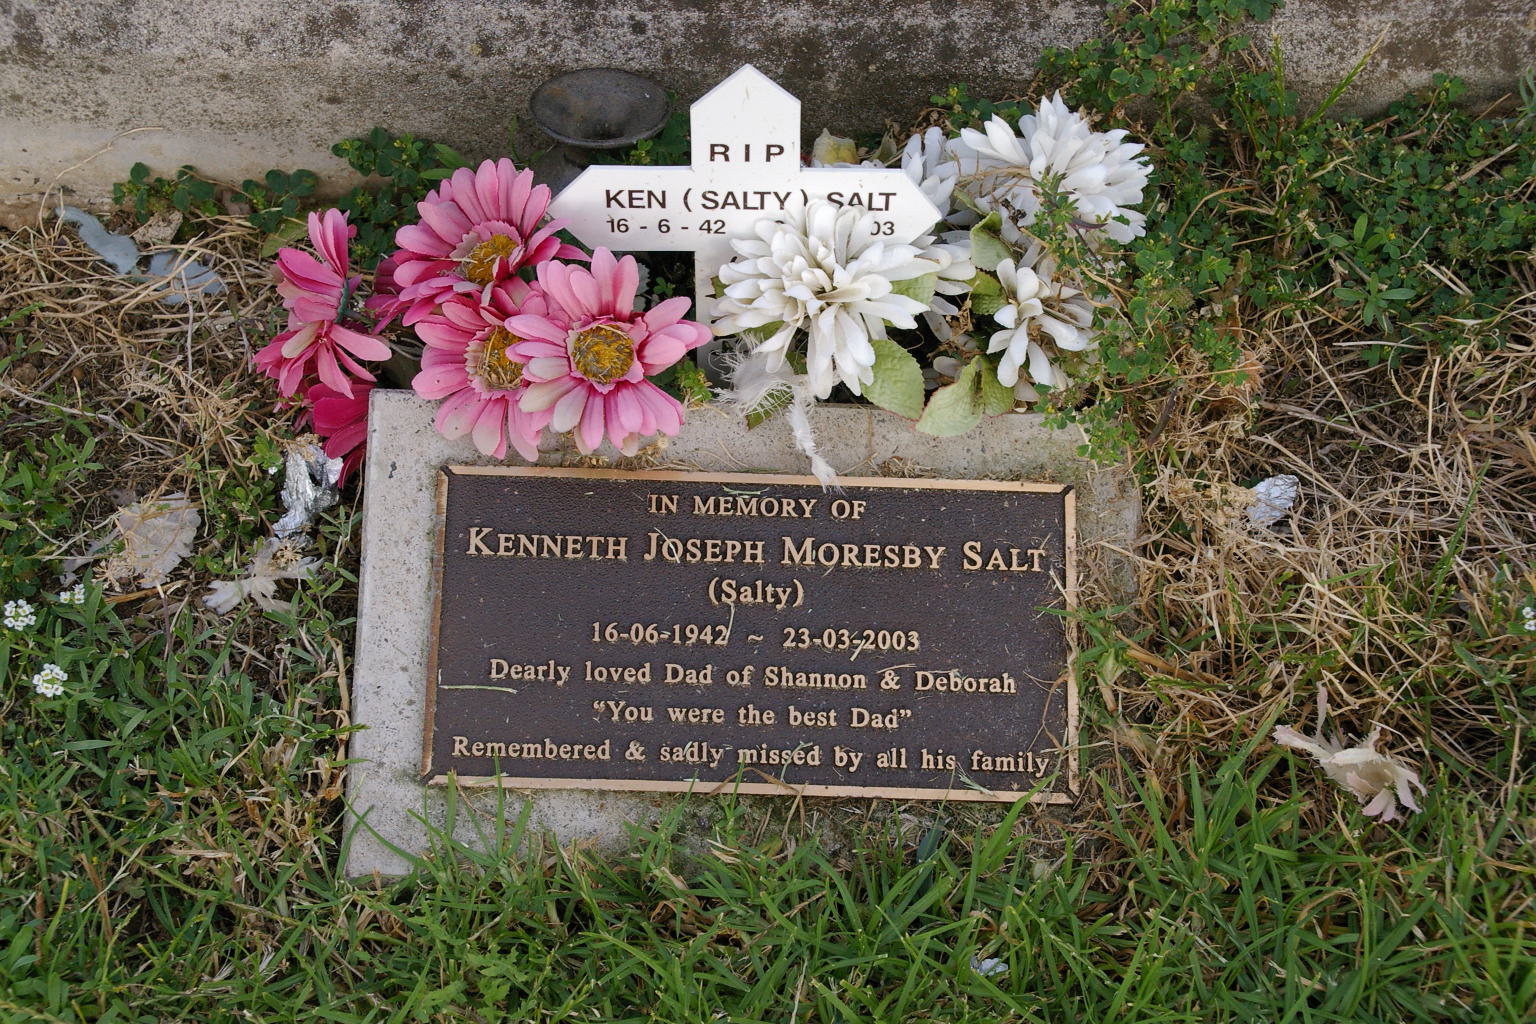 RIP
KEN (SALTY) SALT
16 - 6 - 42 03
IN MEMORY OF
KENNETH JOSEPH MORESBY SALT
(Salty)
16-06-1942 ~ 23-03-2003
Dearly loved Dad of Shannon & Deborah
“You were the best Dad”
Remembered & sadly missed by all his family